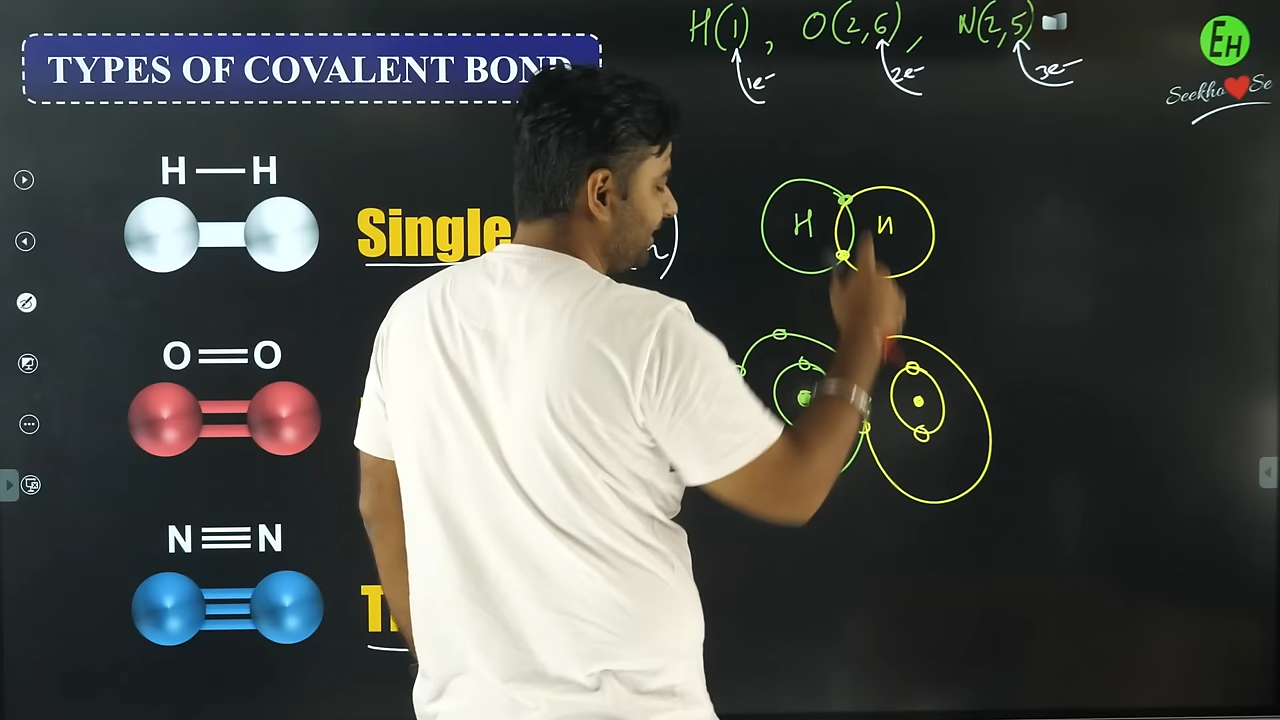 H(1), O(2,6), N(2,5)
1e⁻ 2e⁻ 3e⁻
EH
Seekho ❤ Se
TYPES OF COVALENT BOND
H — H
Single
H H
O = O
N ≡ N